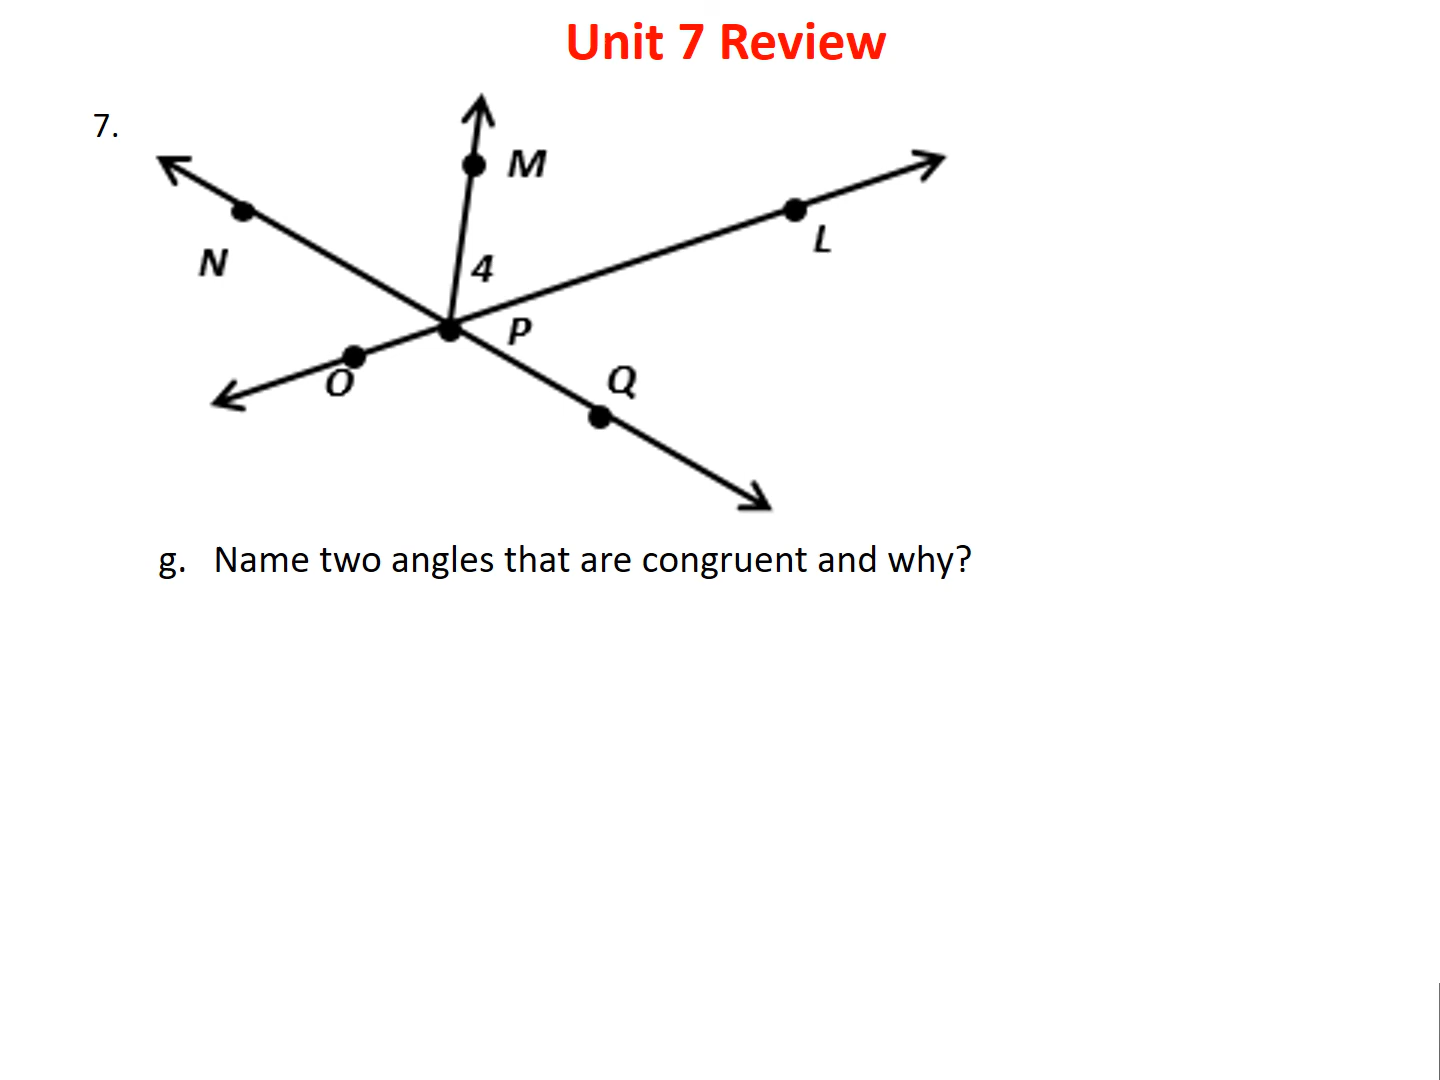 Unit 7 Review
7.
M
N
L
4
P
O
Q
g. Name two angles that are congruent and why?